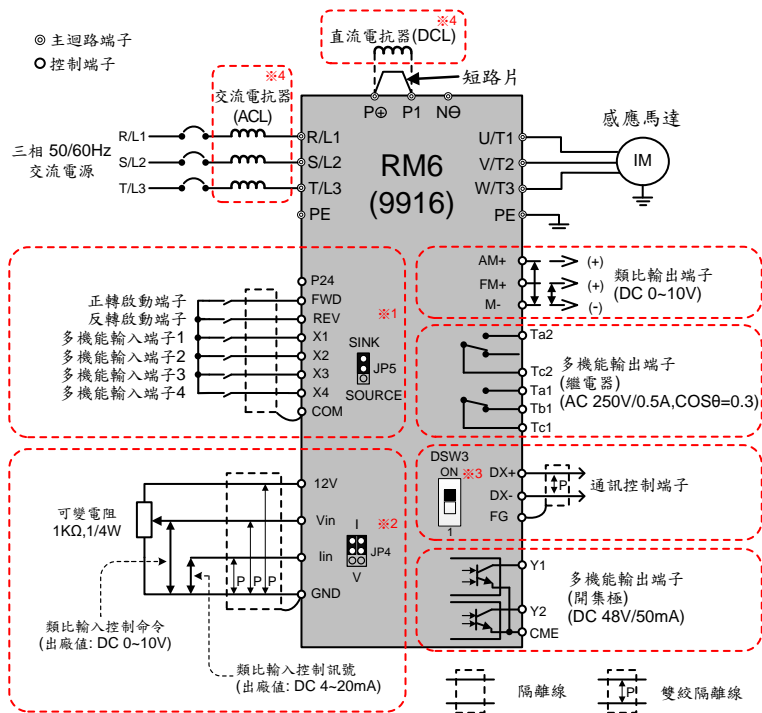 ◎ 主迴路端子
○ 控制端子
※4
直流電抗器(DCL)
短路片
※4
交流電抗器
(ACL)
P⊕ P1 N⊖
R/L1
S/L2
T/L3
三相 50/60Hz
交流電源
R/L1
S/L2
T/L3
PE
RM6
(9916)
U/T1
V/T2
W/T3
PE
感應馬達
IM
P24
FWD
REV
X1
X2
X3
X4
COM
正轉啟動端子
反轉啟動端子
多機能輸入端子1
多機能輸入端子2
多機能輸入端子3
多機能輸入端子4
※1
SINK
JP5
SOURCE
AM+
FM+
M-
(+)
(+)
(-)
類比輸出端子
(DC 0~10V)
Ta2
Tc2
Ta1
Tb1
Tc1
多機能輸出端子
(繼電器)
(AC 250V/0.5A,COSθ=0.3)
DSW3
ON ※3
1
DX+
DX-
FG
P
通訊控制端子
12V
Vin
Iin
GND
可變電阻
1KΩ,1/4W
P P P
※2
I
JP4
V
類比輸入控制命令
(出廠值: DC 0~10V)
類比輸入控制訊號
(出廠值: DC 4~20mA)
Y1
Y2
CME
多機能輸出端子
(開集極)
(DC 48V/50mA)
隔離線
P
雙絞隔離線